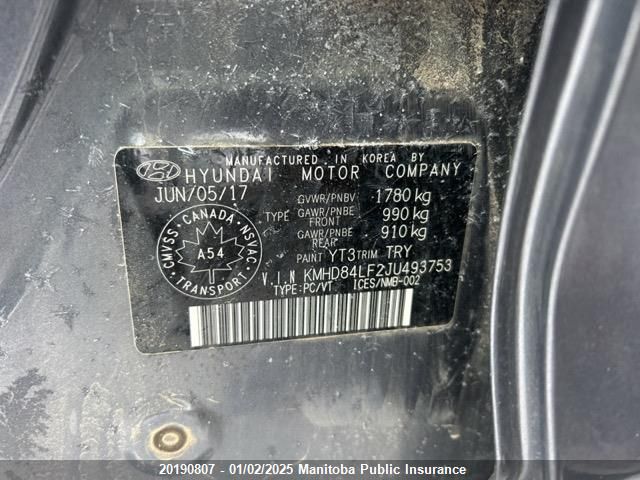 MANUFACTURED IN KOREA BY
HYUNDAI MOTOR COMPANY
JUN/05/17
GVWR/PNBV 1780 kg
TYPE GAWR/PNBE FRONT 990 kg
GAWR/PNBE REAR 910 kg
PAINT YT3 TRIM TRY
CANADA
CMVSS NSVAC
A54
TRANSPORT
V.I.N KMHD84LF2JU493753
TYPE:PC/VT ICES/NMB-002
20190807 - 01/02/2025 Manitoba Public Insurance